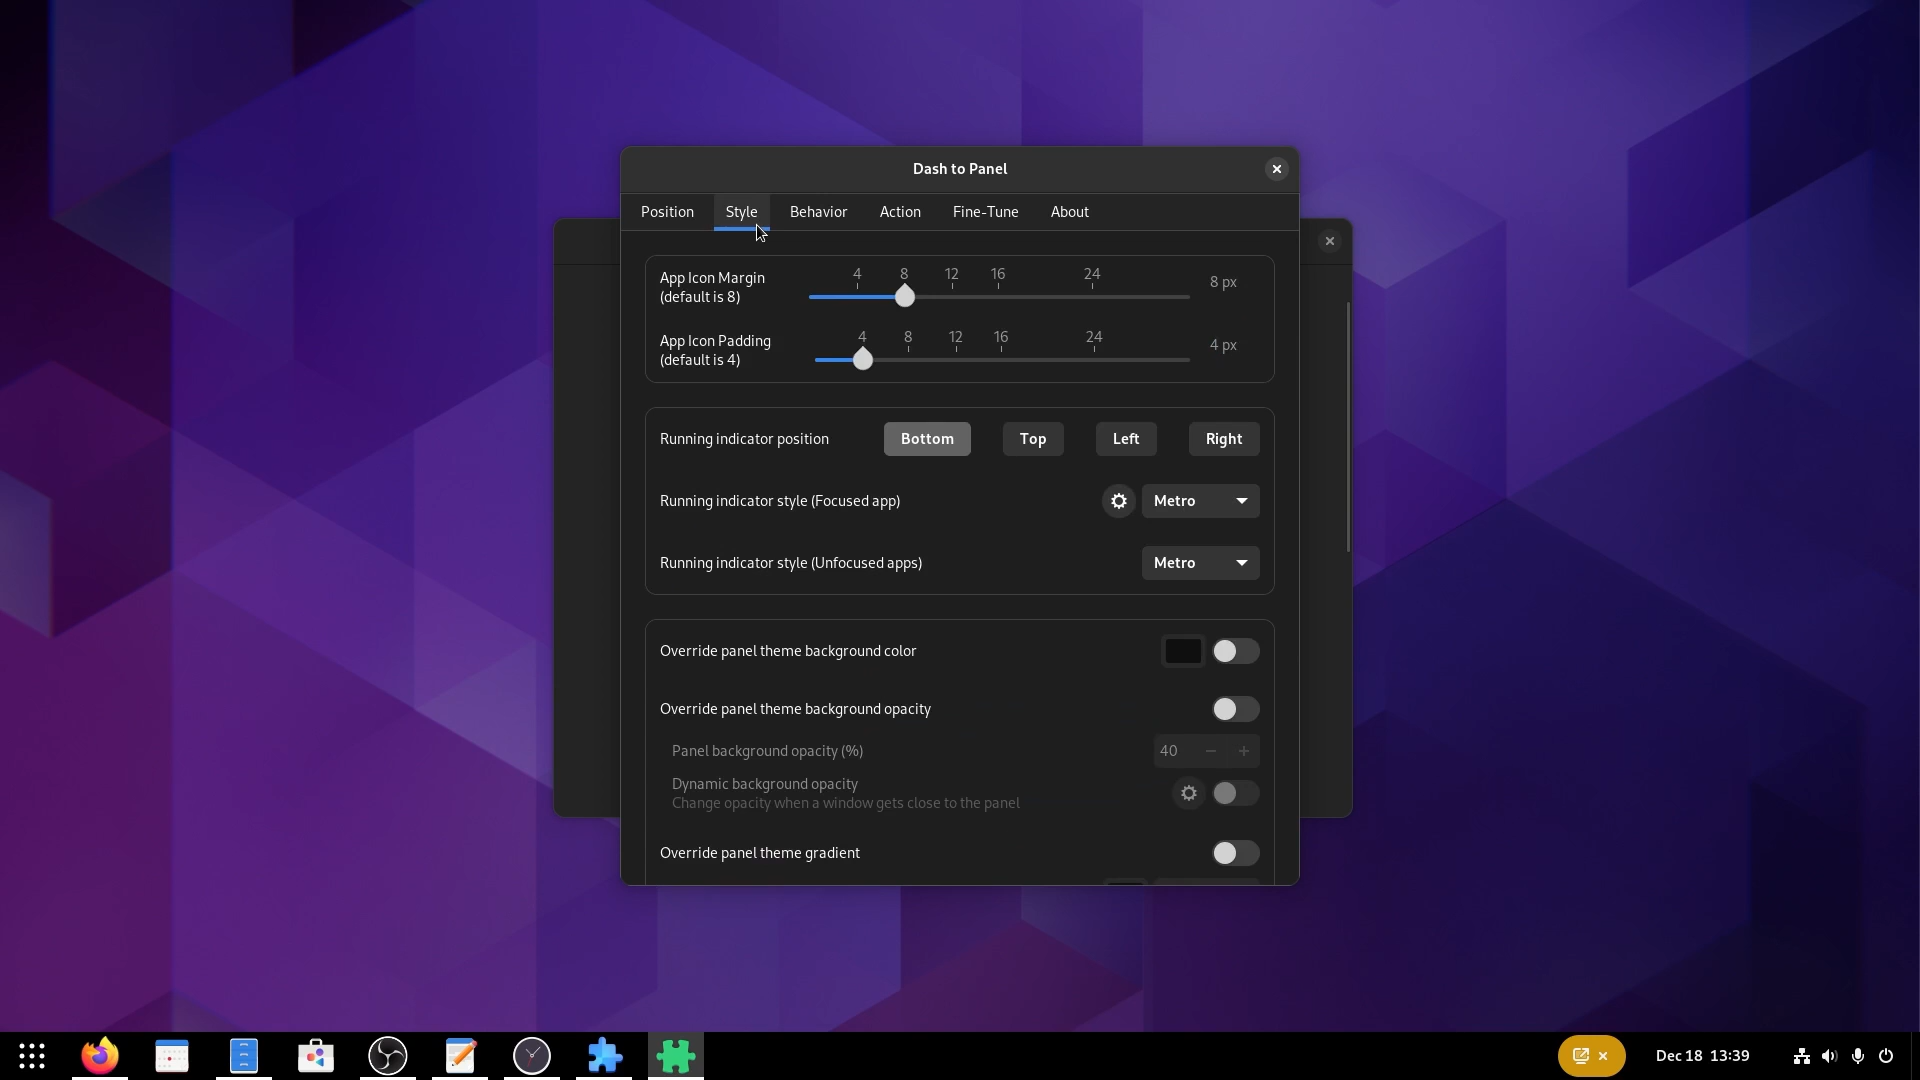 Dash to Panel
Position Style Behavior Action Fine-Tune About
4 8 12 16 24
App Icon Margin
(default is 8)
8 px
4 8 12 16 24
App Icon Padding
(default is 4)
4 px
Running indicator position Bottom Top Left Right
Running indicator style (Focused app) Metro
Running indicator style (Unfocused apps) Metro
Override panel theme background color
Override panel theme background opacity
Panel background opacity (%) 40 − +
Dynamic background opacity
Change opacity when a window gets close to the panel
Override panel theme gradient
Dec 18 13:39